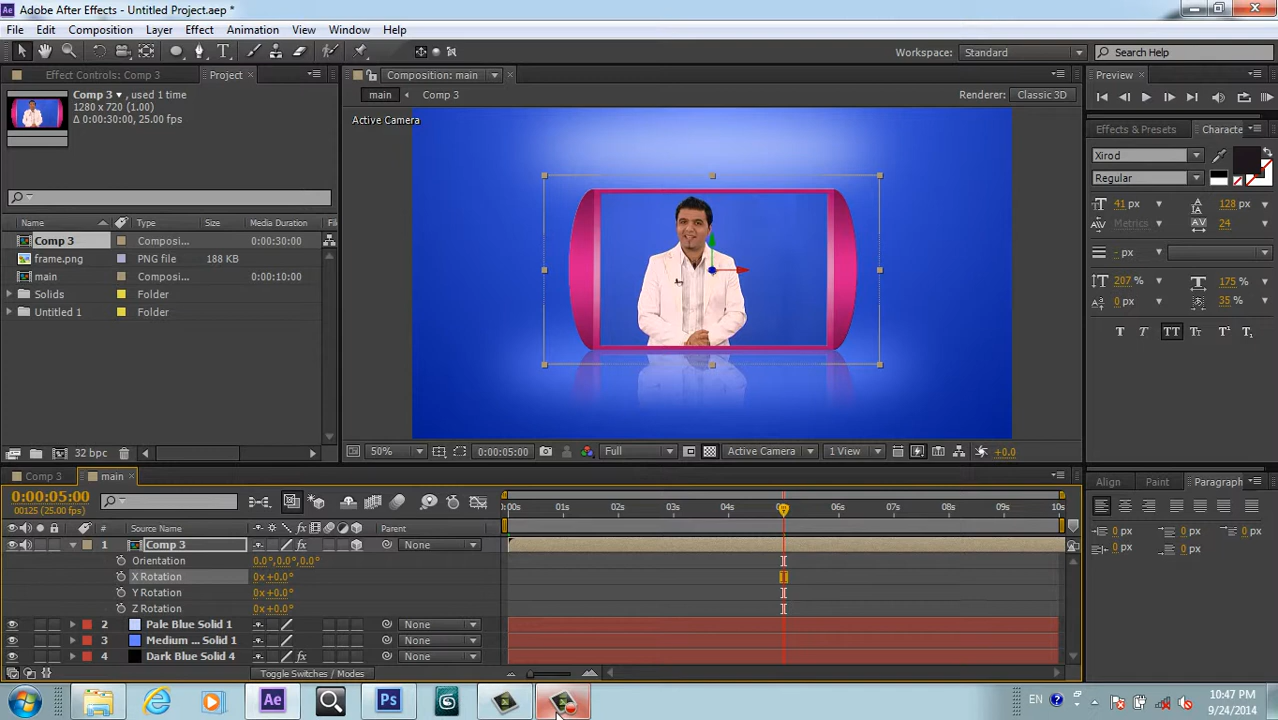 Adobe After Effects - Untitled Project.aep *
File Edit Composition Layer Effect Animation View Window Help
Workspace: Standard Search Help
Effect Controls: Comp 3 Project
Composition: main
Preview
Comp 3, used 1 time
1280 x 720 (1.00)
Δ 0:00:30:00, 25.00 fps
main Comp 3
Renderer: Classic 3D
Active Camera
Effects & Presets Characte
Xirod
Regular
41 px 128 px
Metrics 24
- px
207 % 175 %
0 px 35 %
T T TT Tr T¹ T₁
Name Type Size Media Duration Fi
Comp 3 Composi... 0:00:30:00
frame.png PNG file 188 KB
main Composi... 0:00:10:00
Solids Folder
Untitled 1 Folder
32 bpc
50% 0:00:05:00 Full Active Camera 1 View +0.0
Comp 3 main
Align Paint Paragraph
0:00:05:00
00125 (25.00 fps)
0:00s 01s 02s 03s 04s 06s 07s 08s 09s 10s
# Source Name Parent
1 Comp 3 None
Orientation 0.0°,0.0°,0.0°
X Rotation 0x+0.0°
Y Rotation 0x+0.0°
Z Rotation 0x+0.0°
2 Pale Blue Solid 1 None
3 Medium ... Solid 1 None
4 Dark Blue Solid 4 None
Toggle Switches / Modes
0 px 0 px 0 px
0 px 0 px
EN
10:47 PM
9/24/2014